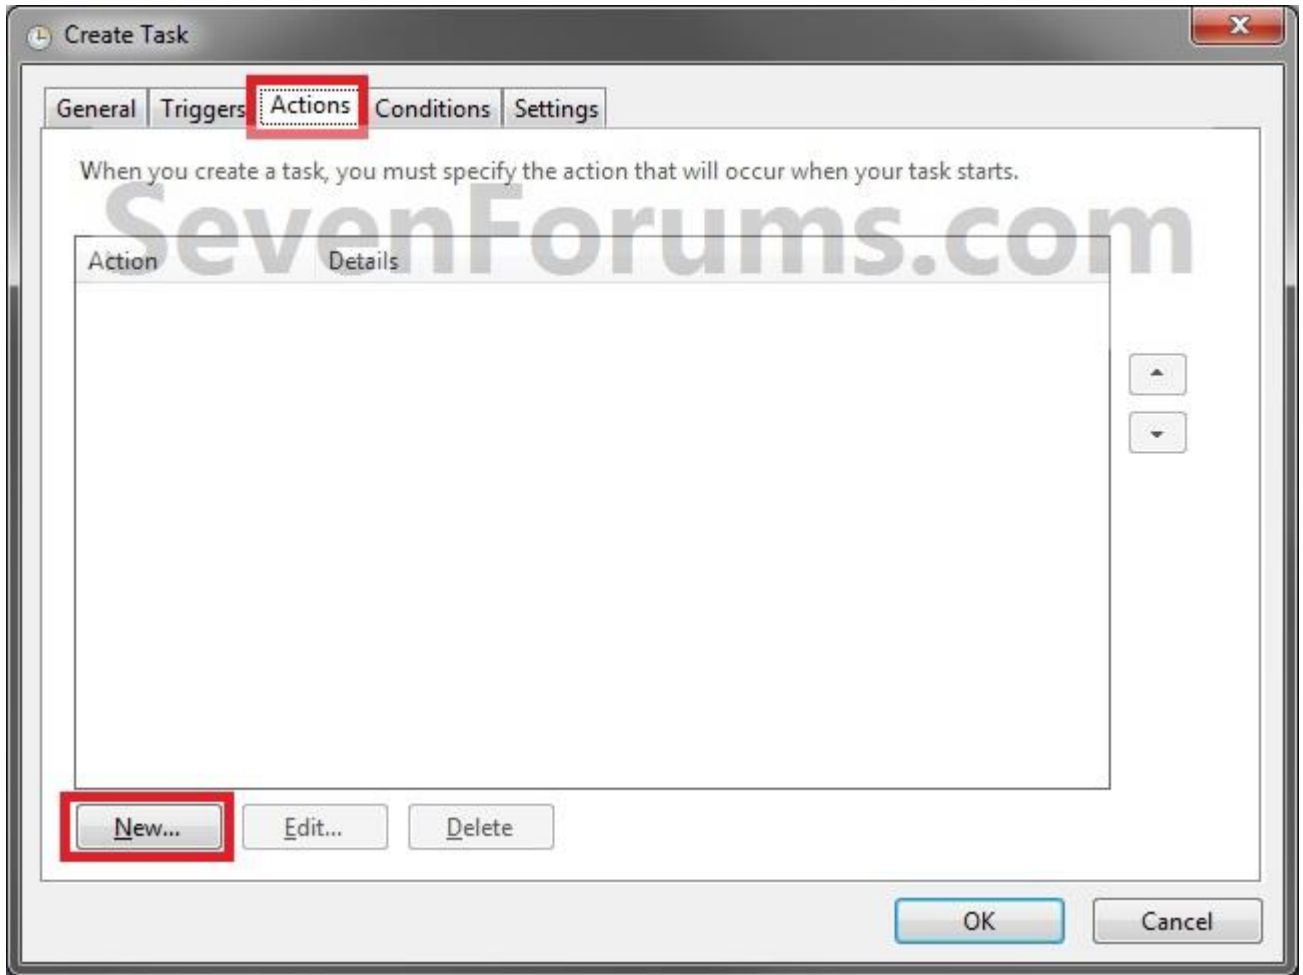 Create Task
General Triggers Actions Conditions Settings
When you create a task, you must specify the action that will occur when your task starts.
SevenForums.com
Action Details
New... Edit... Delete
OK Cancel